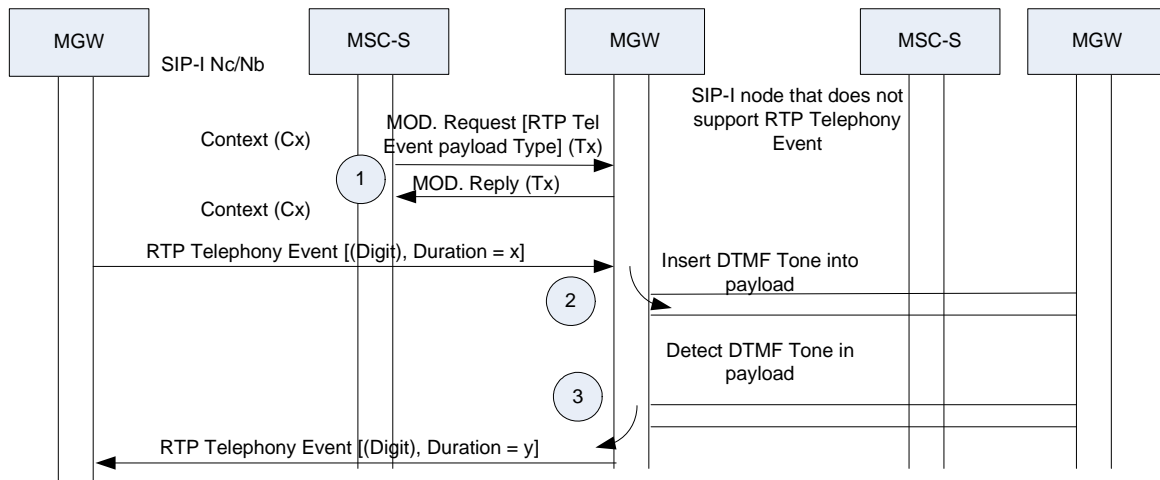 MGW
MSC-S
MGW
MSC-S
MGW
SIP-I Nc/Nb
SIP-I node that does not
support RTP Telephony
Event
MOD. Request [RTP Tel
Event payload Type] (Tx)
Context (Cx)
1
MOD. Reply (Tx)
Context (Cx)
RTP Telephony Event [(Digit), Duration = x]
Insert DTMF Tone into
payload
2
Detect DTMF Tone in
payload
3
RTP Telephony Event [(Digit), Duration = y]